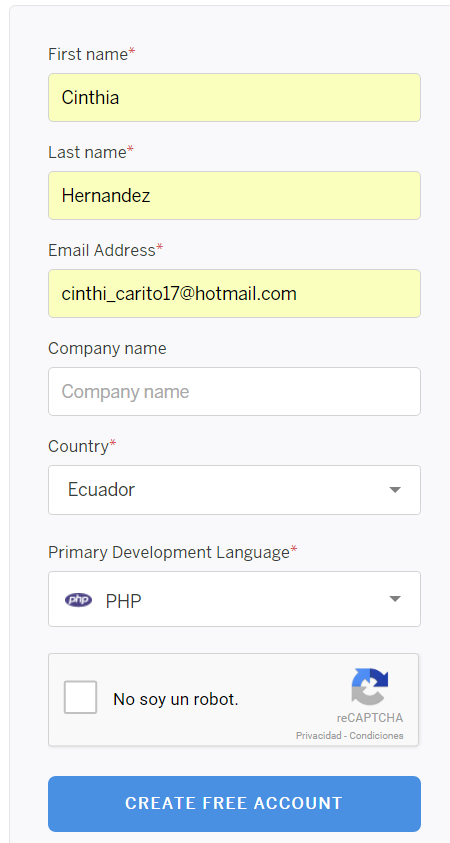 First name*
Cinthia
Last name*
Hernandez
Email Address*
cinthi_carito17@hotmail.com
Company name
Company name
Country*
Ecuador
Primary Development Language*
php PHP
No soy un robot.
reCAPTCHA
Privacidad - Condiciones
CREATE FREE ACCOUNT